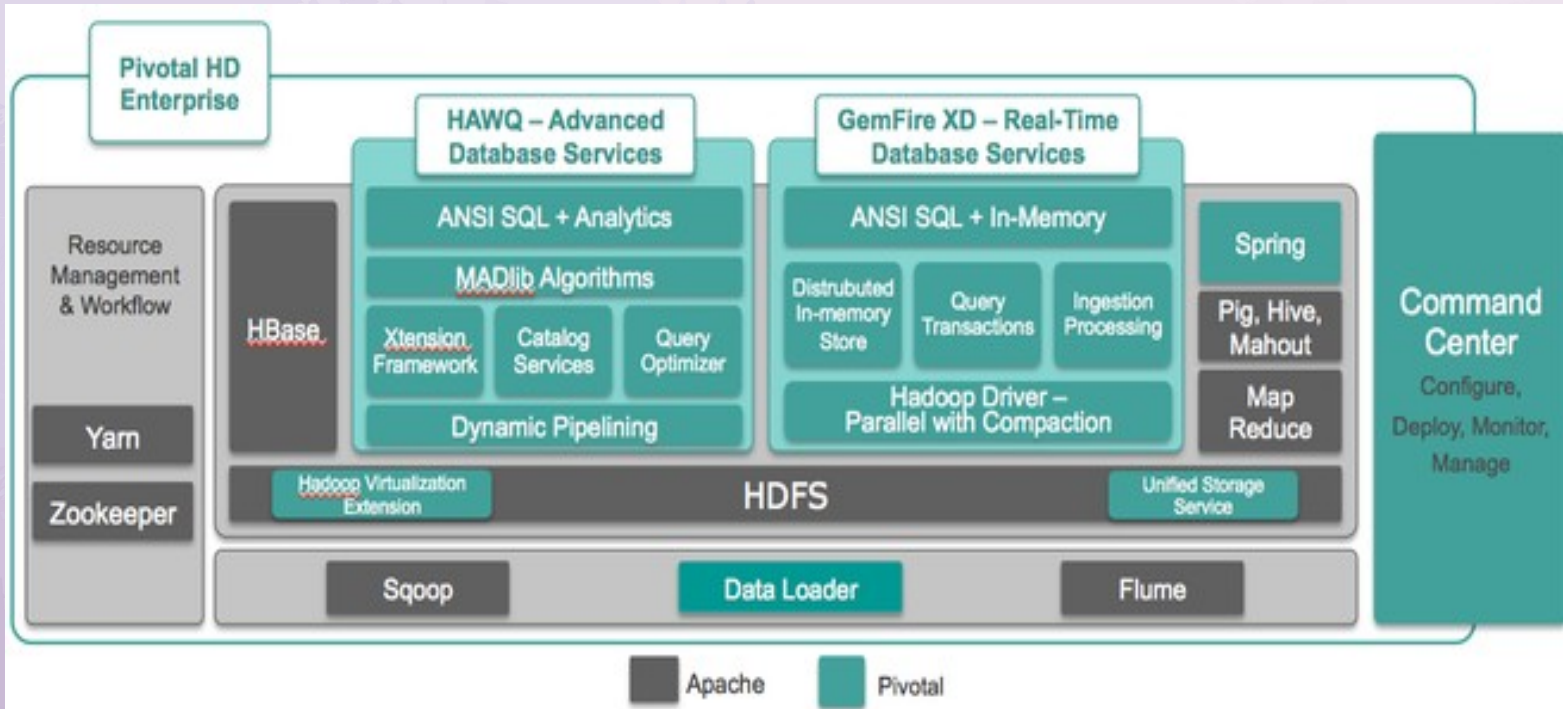 Pivotal HD
Enterprise
HAWQ – Advanced
Database Services
GemFire XD – Real-Time
Database Services
Resource
Management
& Workflow
Yarn
Zookeeper
HBase
ANSI SQL + Analytics
MADlib Algorithms
Xtension
Framework
Catalog
Services
Query
Optimizer
Dynamic Pipelining
ANSI SQL + In-Memory
Distrubuted
In-memory
Store
Query
Transactions
Ingestion
Processing
Hadoop Driver –
Parallel with Compaction
Spring
Pig, Hive,
Mahout
Map
Reduce
Hadoop Virtualization
Extension
HDFS
Unified Storage
Service
Sqoop
Data Loader
Flume
Command
Center
Configure,
Deploy, Monitor,
Manage
Apache
Pivotal